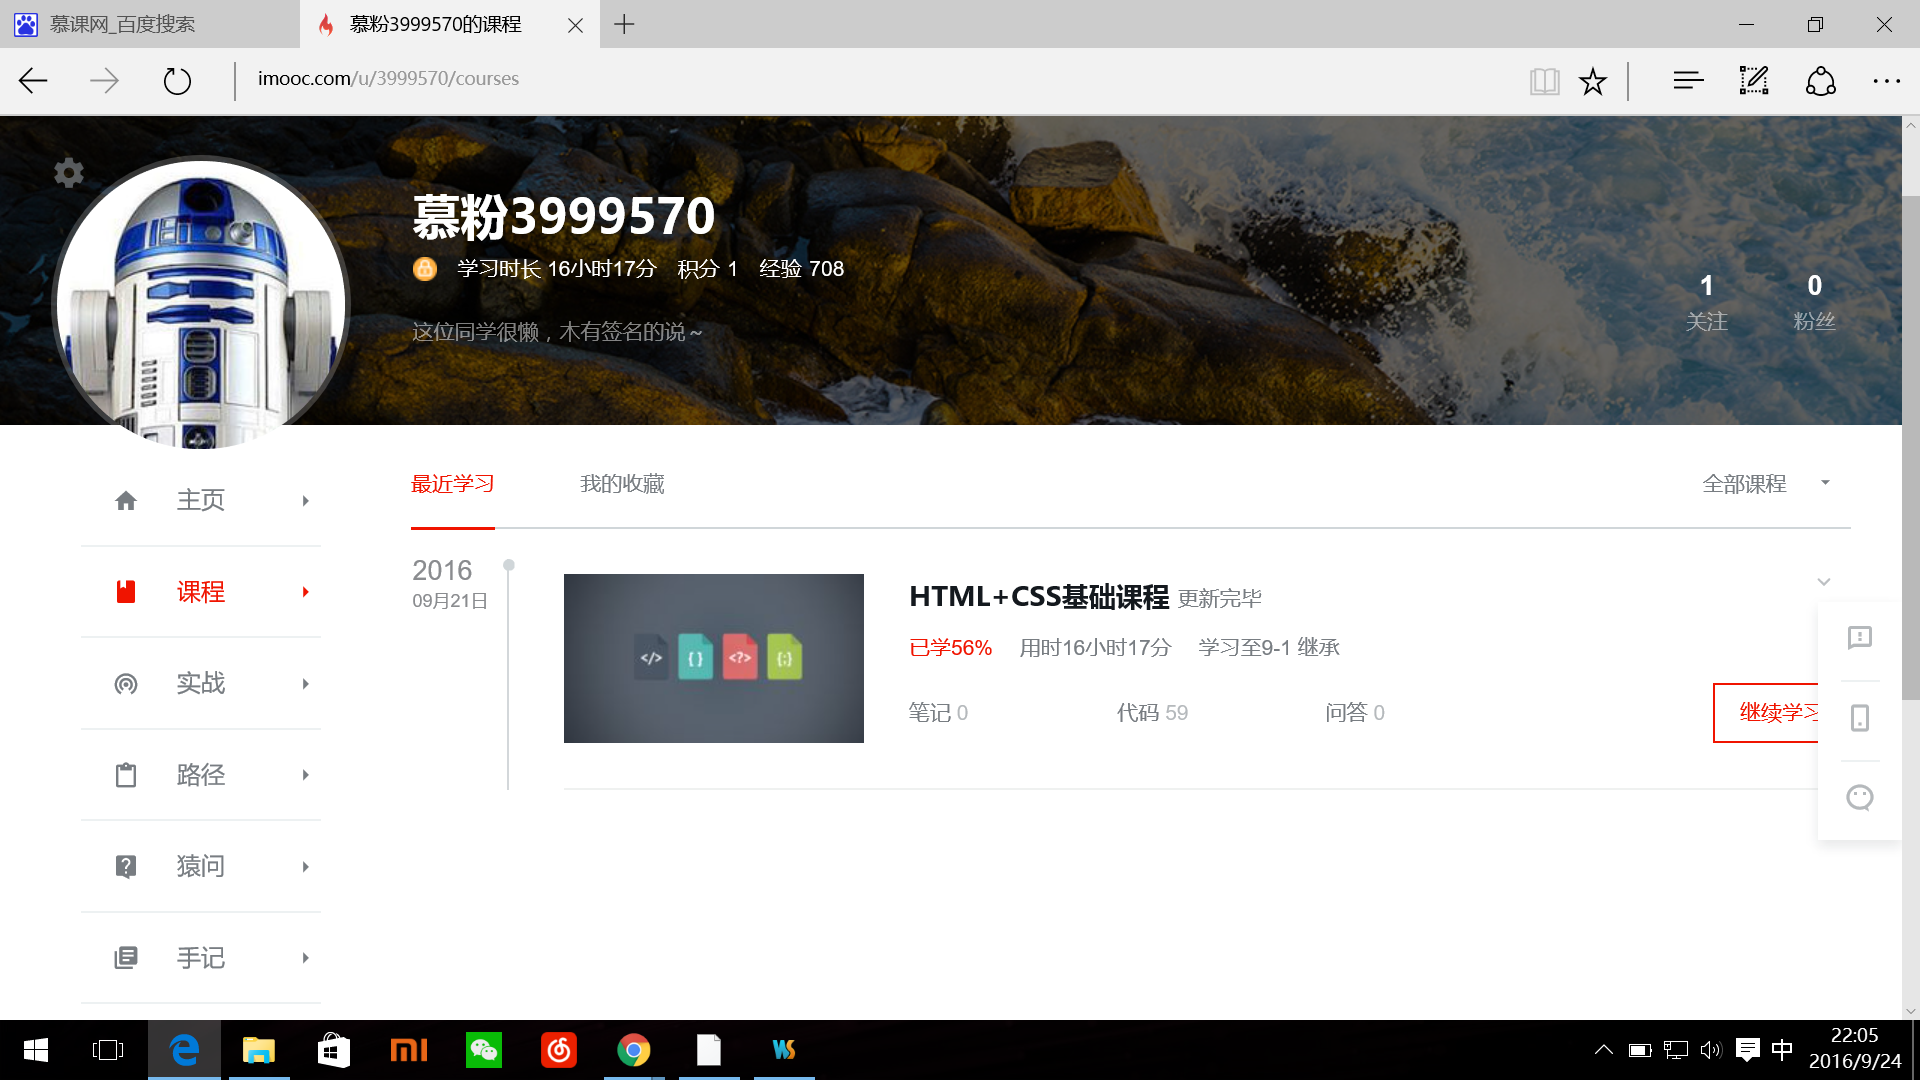 慕课网_百度搜索
慕粉3999570的课程
imooc.com/u/3999570/courses
慕粉3999570
学习时长 16小时17分 积分 1 经验 708
这位同学很懒，木有签名的说～
1
关注
0
粉丝
主页
课程
实战
路径
猿问
手记
最近学习
我的收藏
全部课程
2016
09月21日
</>
{ }
<?>
{;}
HTML+CSS基础课程 更新完毕
已学56% 用时16小时17分 学习至9-1 继承
笔记 0
代码 59
问答 0
继续学习
中
22:05
2016/9/24